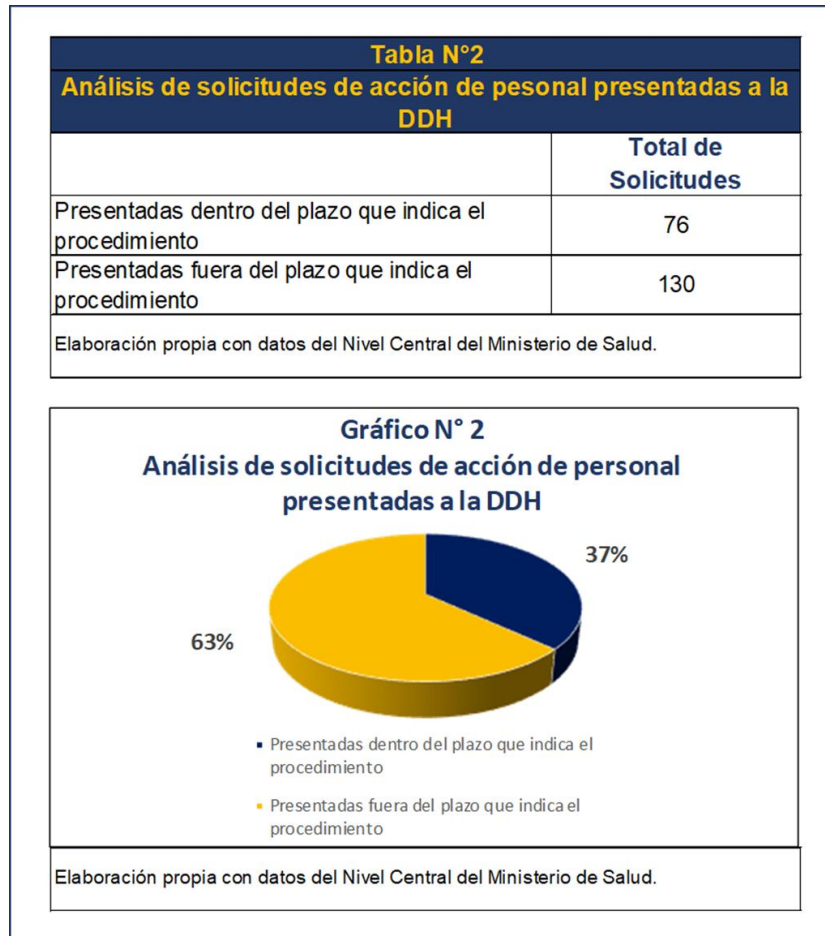 Tabla N°2
Análisis de solicitudes de acción de pesonal presentadas a la
DDH
Total de
Solicitudes
Presentadas dentro del plazo que indica el
procedimiento
76
Presentadas fuera del plazo que indica el
procedimiento
130
Elaboración propia con datos del Nivel Central del Ministerio de Salud.
Gráfico N° 2
Análisis de solicitudes de acción de personal
presentadas a la DDH
37%
63%
Presentadas dentro del plazo que indica el
procedimiento
Presentadas fuera del plazo que indica el
procedimiento
Elaboración propia con datos del Nivel Central del Ministerio de Salud.